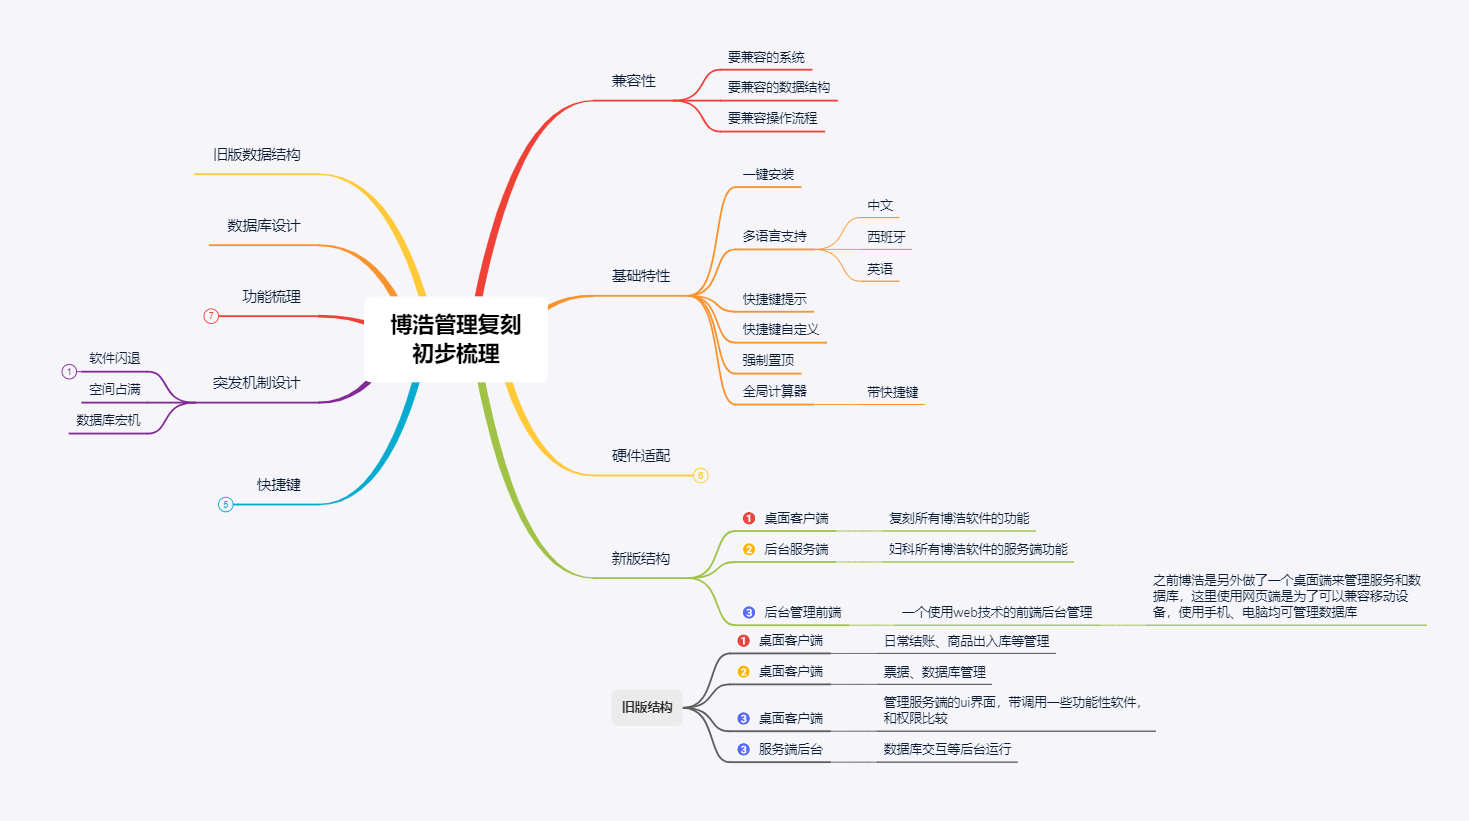 博浩管理复刻
初步梳理
兼容性
要兼容的系统
要兼容的数据结构
要兼容操作流程
基础特性
一键安装
多语言支持
中文
西班牙
英语
快捷键提示
快捷键自定义
强制置顶
全局计算器
带快捷键
硬件适配
6
新版结构
1 桌面客户端
复刻所有博浩软件的功能
2 后台服务端
妇科所有博浩软件的服务端功能
3 后台管理前端
一个使用web技术的前端后台管理
之前博浩是另外做了一个桌面端来管理服务和数
据库，这里使用网页端是为了可以兼容移动设
备，使用手机、电脑均可管理数据库
旧版结构
1 桌面客户端
日常结账、商品出入库等管理
2 桌面客户端
票据、数据库管理
3 桌面客户端
管理服务端的ui界面，带调用一些功能性软件，
和权限比较
3 服务端后台
数据库交互等后台运行
旧版数据结构
数据库设计
功能梳理
7
突发机制设计
软件闪退
1
空间占满
数据库宏机
快捷键
5